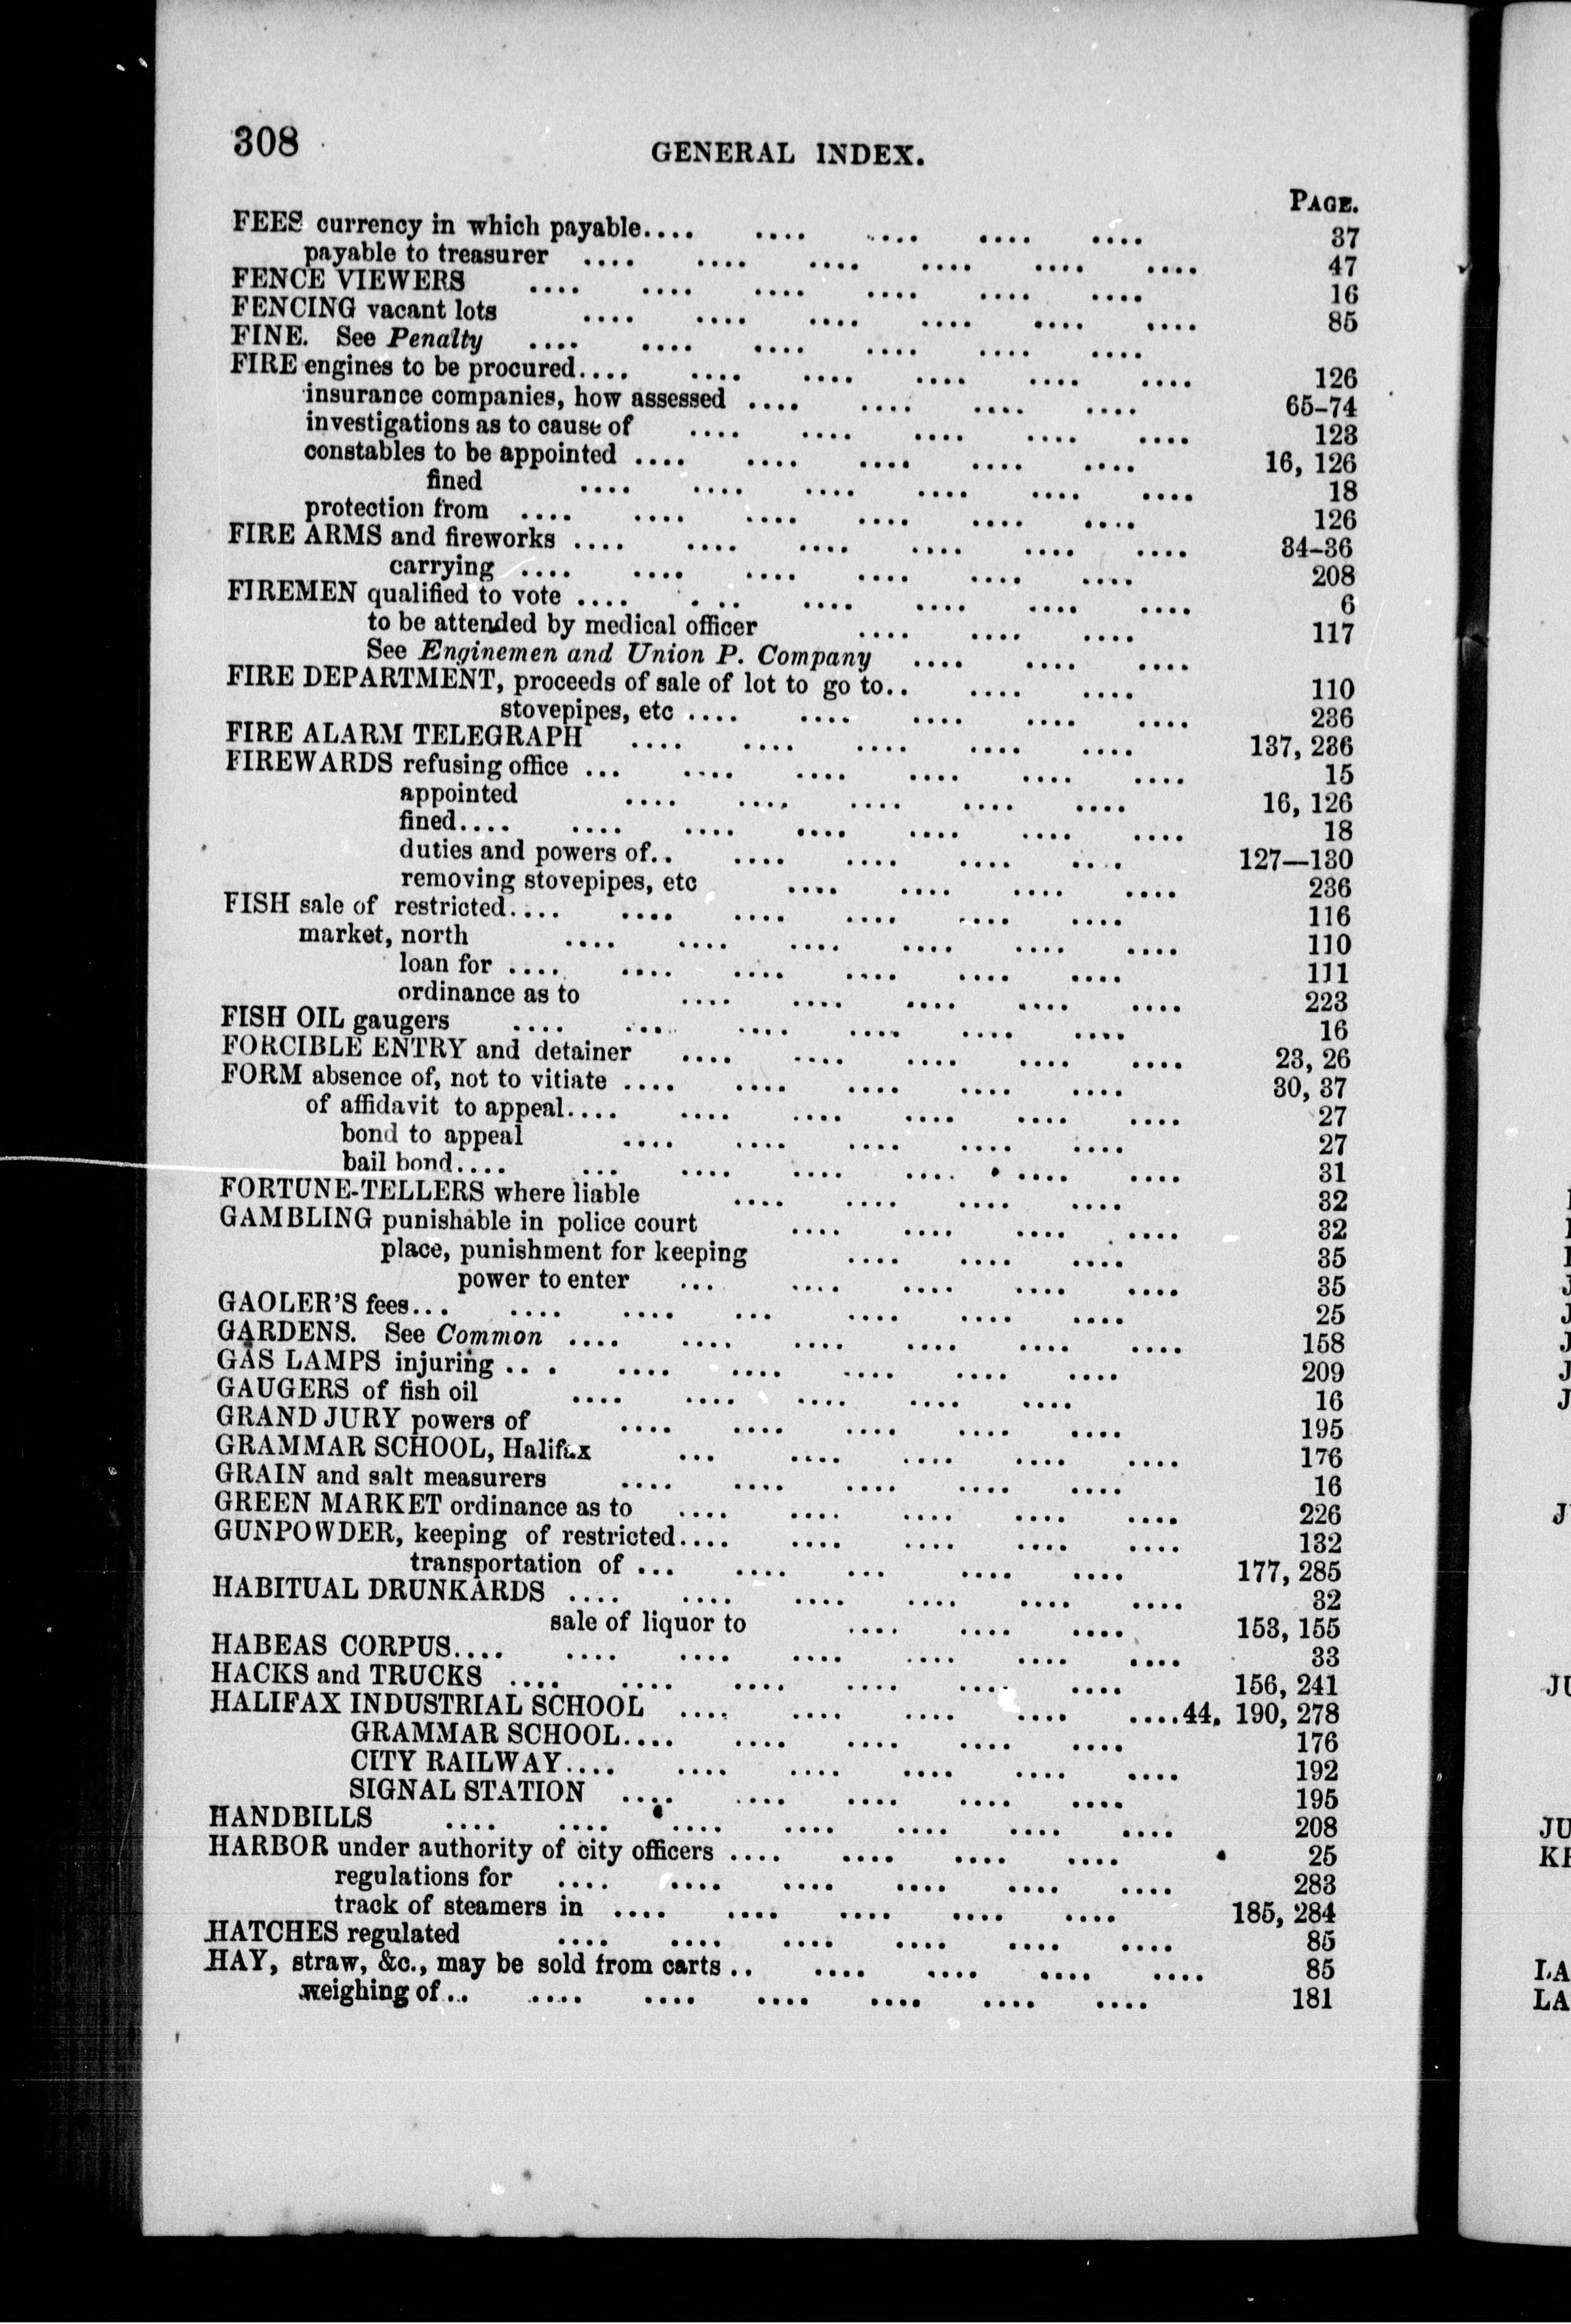 308
GENERAL INDEX.
PAGE.
FEES currency in which payable.... .... .... .... .... 37
payable to treasurer .... .... .... .... .... .... 47
FENCE VIEWERS .... .... .... .... .... .... 16
FENCING vacant lots .... .... .... .... .... .... 85
FINE. See Penalty .... .... .... .... .... ....
FIRE engines to be procured.... .... .... .... .... .... 126
insurance companies, how assessed .... .... .... .... 65-74
investigations as to cause of .... .... .... .... .... 123
constables to be appointed .... .... .... .... .... 16, 126
fined .... .... .... .... .... .... 18
protection from .... .... .... .... .... .... 126
FIRE ARMS and fireworks .... .... .... .... .... .... 34-36
carrying .... .... .... .... .... .... 208
FIREMEN qualified to vote .... . .. .... .... .... .... 6
to be attended by medical officer .... .... .... 117
See Enginemen and Union P. Company .... .... ....
FIRE DEPARTMENT, proceeds of sale of lot to go to.. .... .... 110
stovepipes, etc .... .... .... .... .... 236
FIRE ALARM TELEGRAPH .... .... .... .... .... 137, 236
FIREWARDS refusing office ... .... .... .... .... .... 15
appointed .... .... .... .... .... 16, 126
fined.... .... .... .... .... .... .... 18
duties and powers of.. .... .... .... .... 127—130
removing stovepipes, etc .... .... .... .... 236
FISH sale of restricted.... .... .... .... .... .... 116
market, north .... .... .... .... .... .... 110
loan for .... .... .... .... .... .... 111
ordinance as to .... .... .... .... .... 223
FISH OIL gaugers .... .... .... .... .... .... 16
FORCIBLE ENTRY and detainer .... .... .... .... .... 23, 26
FORM absence of, not to vitiate .... .... .... .... .... 30, 37
of affidavit to appeal.... .... .... .... .... .... 27
bond to appeal .... .... .... .... .... 27
bail bond.... ... .... .... .... .... .... 31
FORTUNE-TELLERS where liable .... .... .... .... 32
GAMBLING punishable in police court .... .... .... .... 32
place, punishment for keeping .... .... .... 35
power to enter ... .... .... .... .... 35
GAOLER'S fees... .... .... ... .... .... .... 25
GARDENS. See Common .... .... .... .... .... .... 158
GAS LAMPS injuring .. . .... .... .... .... .... 209
GAUGERS of fish oil .... .... .... .... .... 16
GRAND JURY powers of .... .... .... .... .... 195
GRAMMAR SCHOOL, Halifax ... .... .... .... .... 176
GRAIN and salt measurers .... .... .... .... .... 16
GREEN MARKET ordinance as to .... .... .... .... .... 226
GUNPOWDER, keeping of restricted.... .... .... .... .... 132
transportation of ... .... ... .... .... 177, 285
HABITUAL DRUNKARDS .... .... .... .... .... .... 32
sale of liquor to .... .... .... 153, 155
HABEAS CORPUS.... .... .... .... .... .... .... 33
HACKS and TRUCKS .... .... .... .... .... .... 156, 241
HALIFAX INDUSTRIAL SCHOOL .... .... .... .... ....44, 190, 278
GRAMMAR SCHOOL.... .... .... .... .... 176
CITY RAILWAY.... .... .... .... .... .... 192
SIGNAL STATION .... .... .... .... .... 195
HANDBILLS .... .... .... .... .... .... .... 208
HARBOR under authority of city officers .... .... .... .... 25
regulations for .... .... .... .... .... .... 283
track of steamers in .... .... .... .... .... 185, 284
HATCHES regulated .... .... .... .... .... .... 85
HAY, straw, &c., may be sold from carts .. .... .... .... .... 85
weighing of.. .... .... .... .... .... .... 181